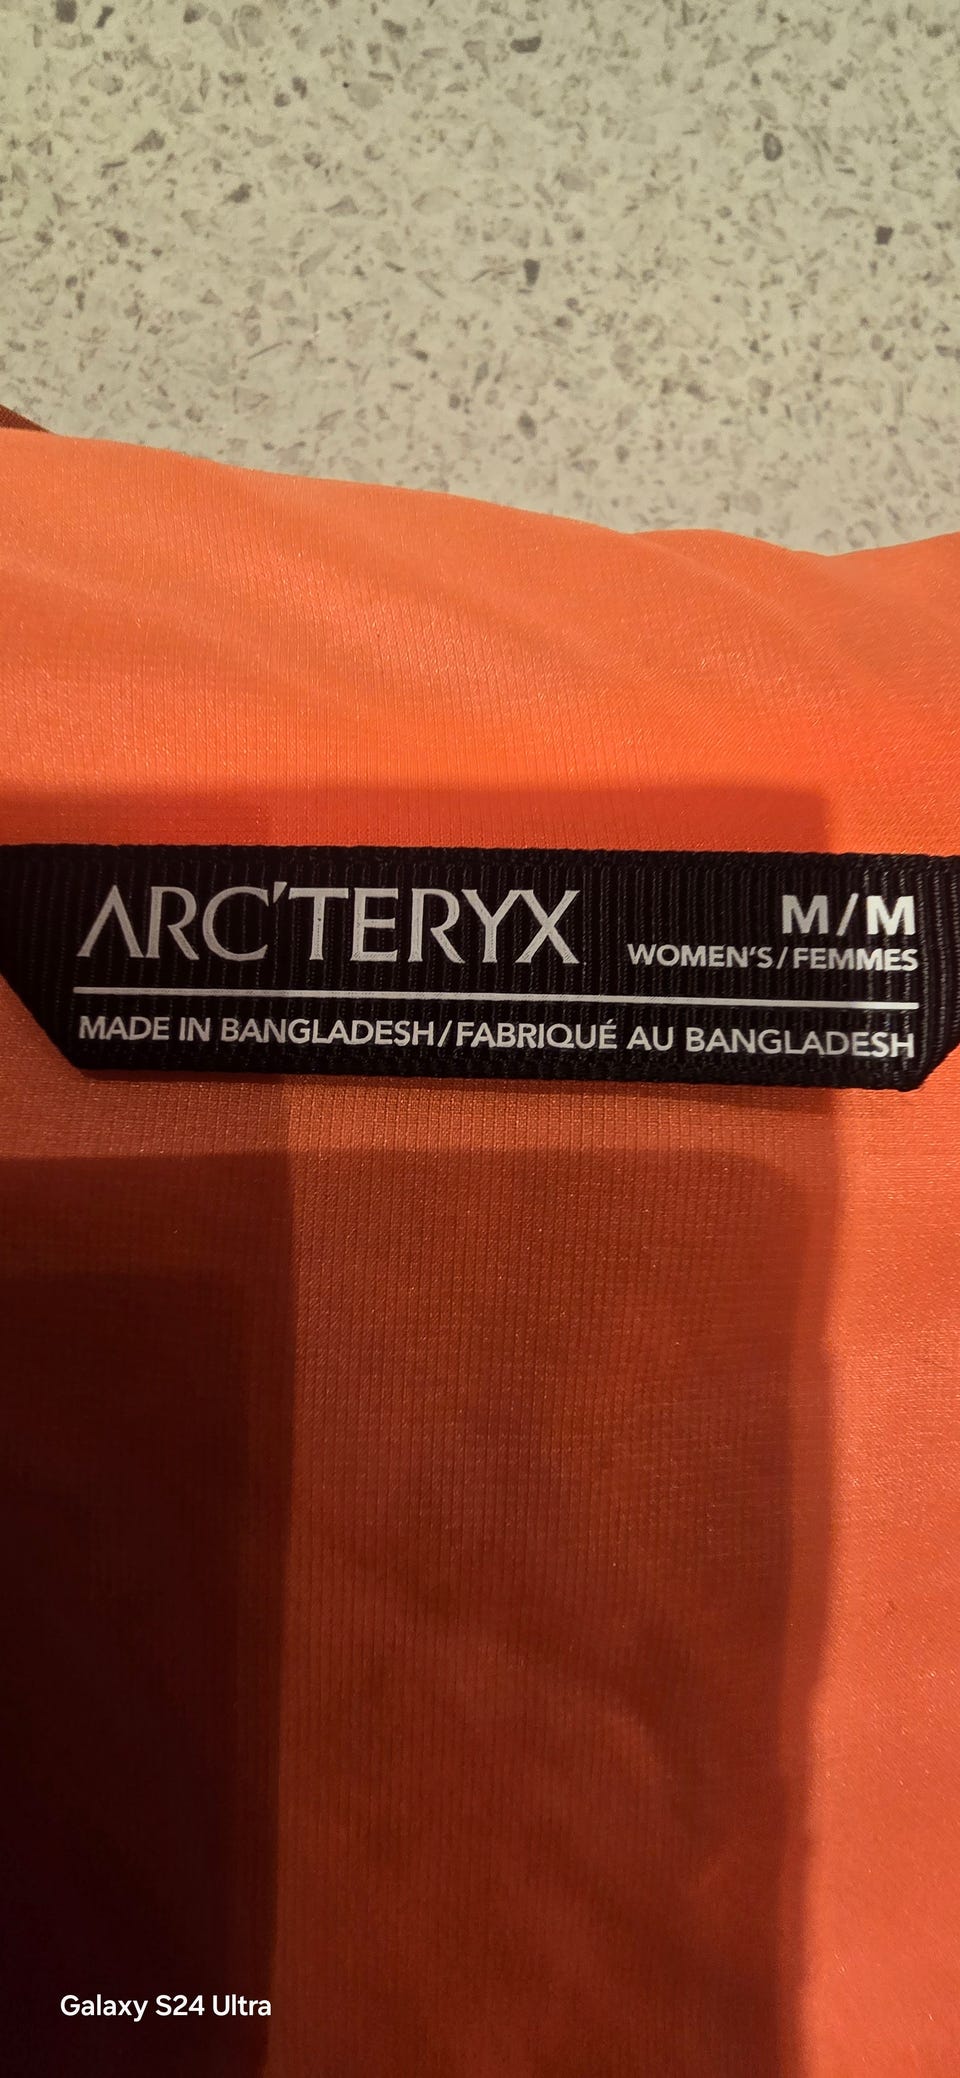 ARC'TERYX
M/M
WOMEN'S/FEMMES
MADE IN BANGLADESH/FABRIQUÉ AU BANGLADESH
Galaxy S24 Ultra